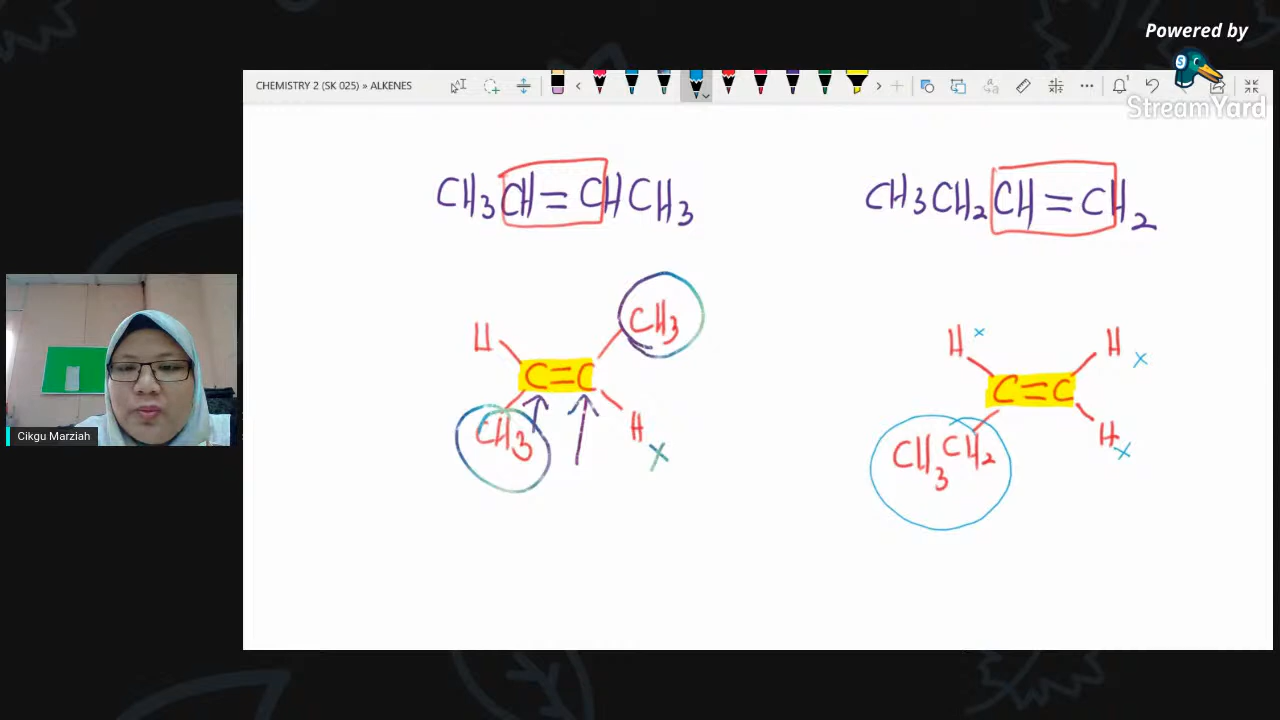 Powered by
StreamYard
CHEMISTRY 2 (SK 025) » ALKENES
CH3CH=CHCH3
CH3CH2CH=CH2
H
CH3
C=C
CH3
H
x
H x
H x
C=C
CH3CH2
H x
Cikgu Marziah